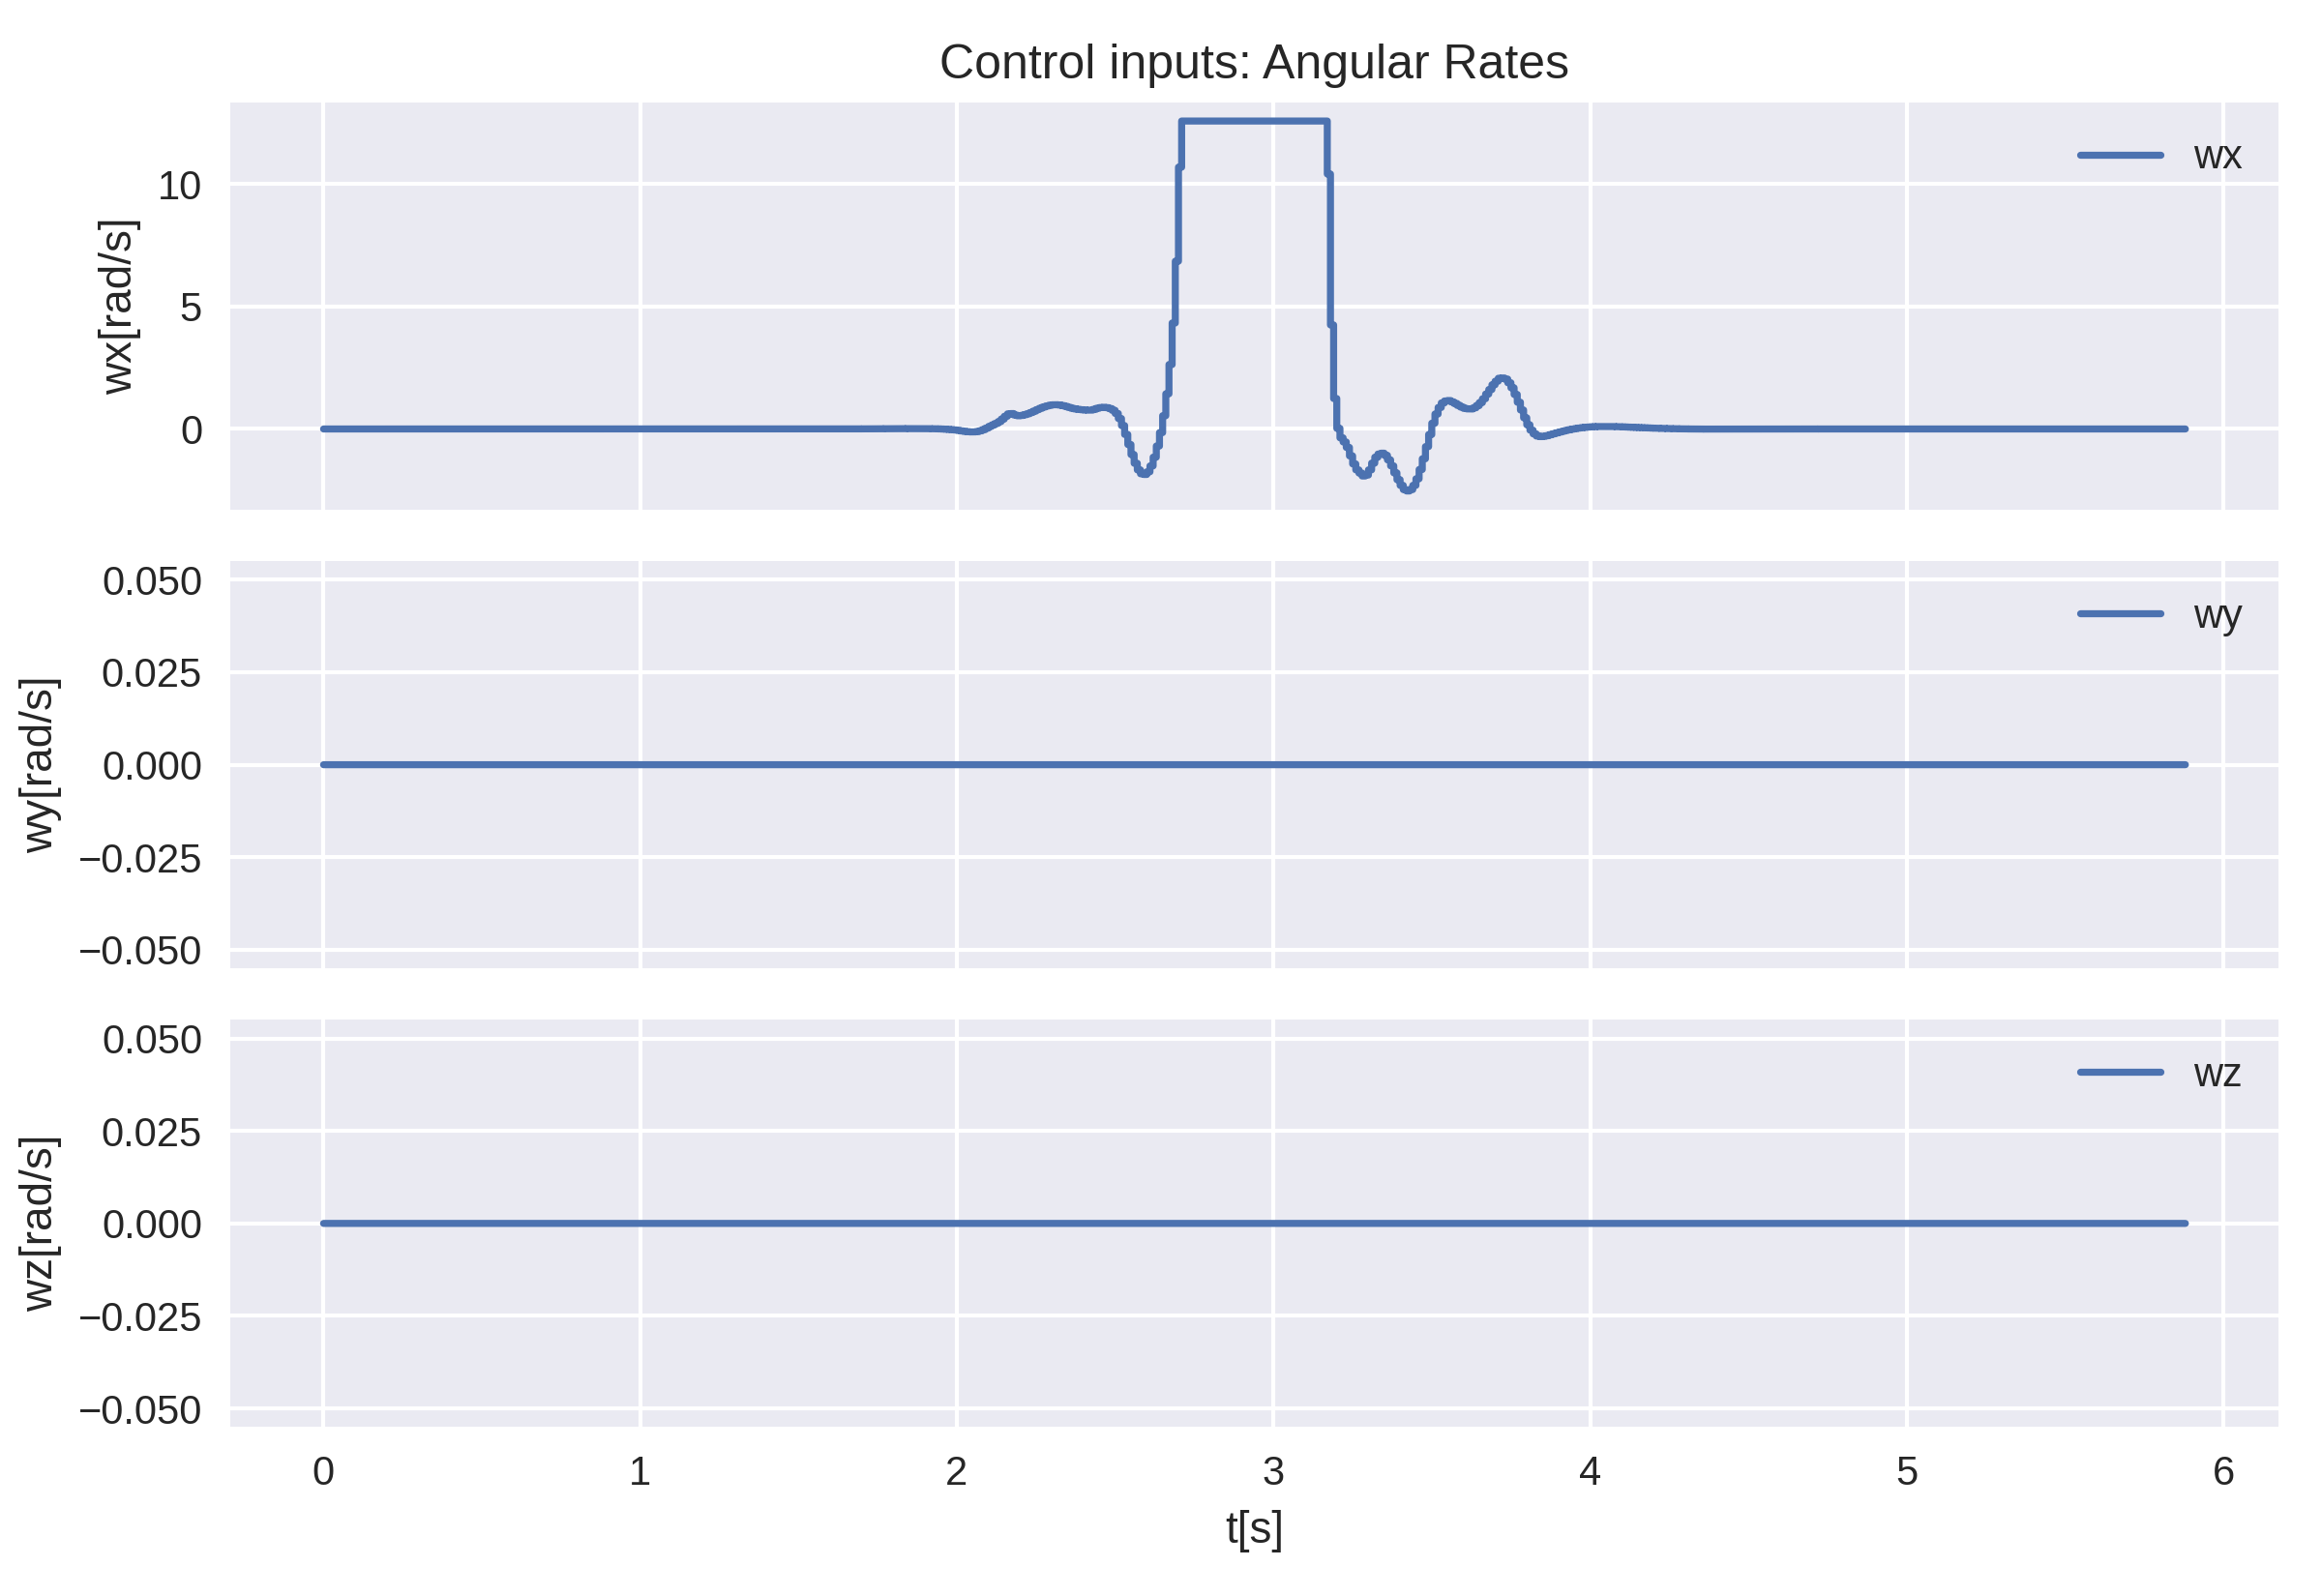 Control inputs: Angular Rates
wx[rad/s]
10
5
0
wx
wy[rad/s]
0.050
0.025
0.000
−0.025
−0.050
wy
wz[rad/s]
0.050
0.025
0.000
−0.025
−0.050
wz
0 1 2 3 4 5 6
t[s]